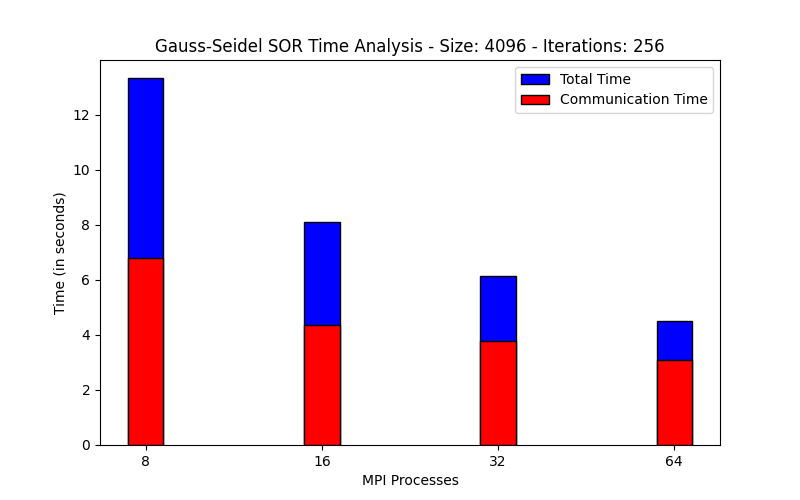 Gauss-Seidel SOR Time Analysis - Size: 4096 - Iterations: 256
Total Time
Communication Time
Time (in seconds)
12
10
8
6
4
2
0
8
16
32
64
MPI Processes